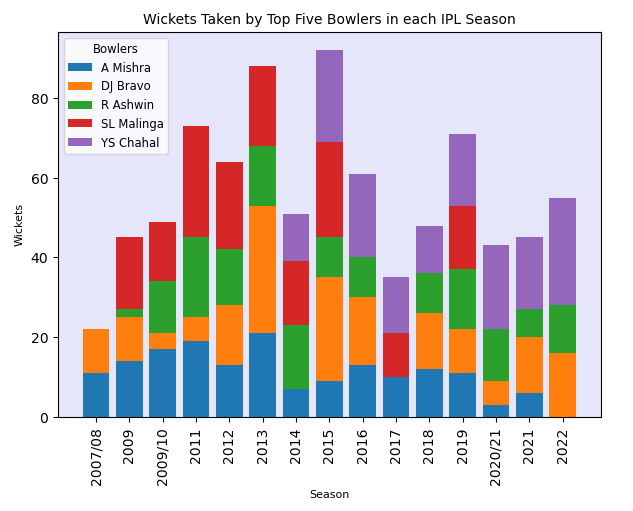 Wickets Taken by Top Five Bowlers in each IPL Season
Bowlers
A Mishra
DJ Bravo
R Ashwin
SL Malinga
YS Chahal
Wickets
80
60
40
20
0
2007/08
2009
2009/10
2011
2012
2013
2014
2015
2016
2017
2018
2019
2020/21
2021
2022
Season